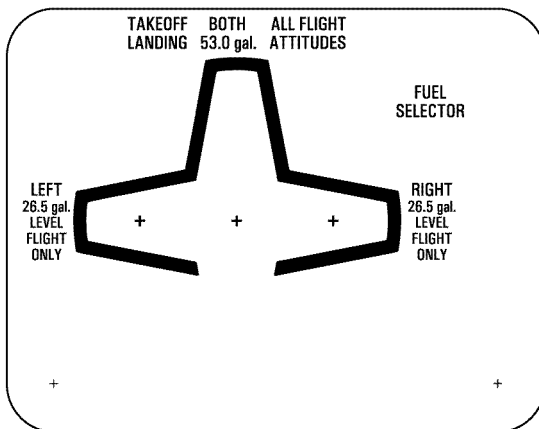 TAKEOFF BOTH ALL FLIGHT
LANDING 53.0 gal. ATTITUDES
FUEL
SELECTOR
LEFT
26.5 gal.
LEVEL
FLIGHT
ONLY
RIGHT
26.5 gal.
LEVEL
FLIGHT
ONLY